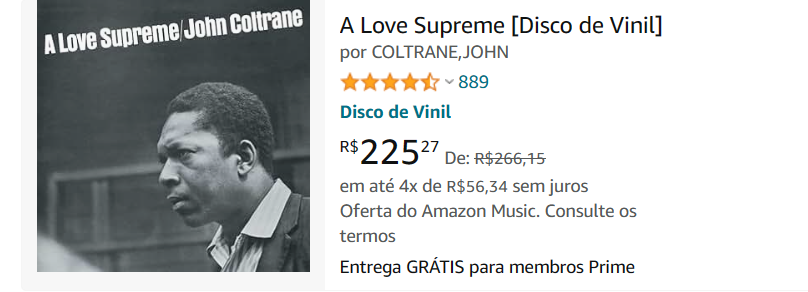 A Love Supreme/John Coltrane
A Love Supreme [Disco de Vinil]
por COLTRANE,JOHN
889
Disco de Vinil
R$22527 De: R$266,15
em até 4x de R$56,34 sem juros
Oferta do Amazon Music. Consulte os
termos
Entrega GRÁTIS para membros Prime